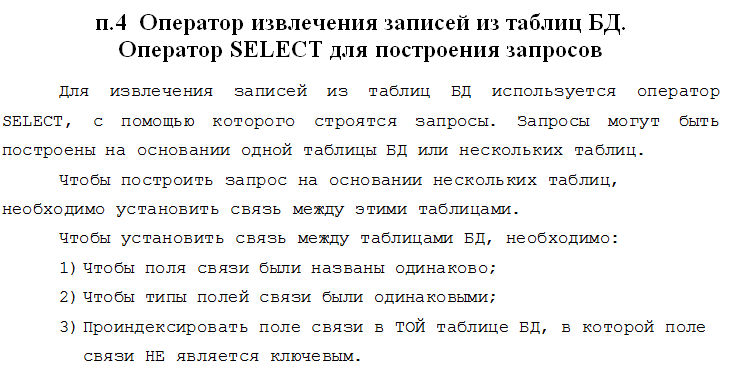 п.4 Оператор извлечения записей из таблиц БД.
Оператор SELECT для построения запросов
Для извлечения записей из таблиц БД используется оператор
SELECT, с помощью которого строятся запросы. Запросы могут быть
построены на основании одной таблицы БД или нескольких таблиц.
Чтобы построить запрос на основании нескольких таблиц,
необходимо установить связь между этими таблицами.
Чтобы установить связь между таблицами БД, необходимо:
1) Чтобы поля связи были названы одинаково;
2) Чтобы типы полей связи были одинаковыми;
3) Проиндексировать поле связи в ТОЙ таблице БД, в которой поле
связи НЕ является ключевым.